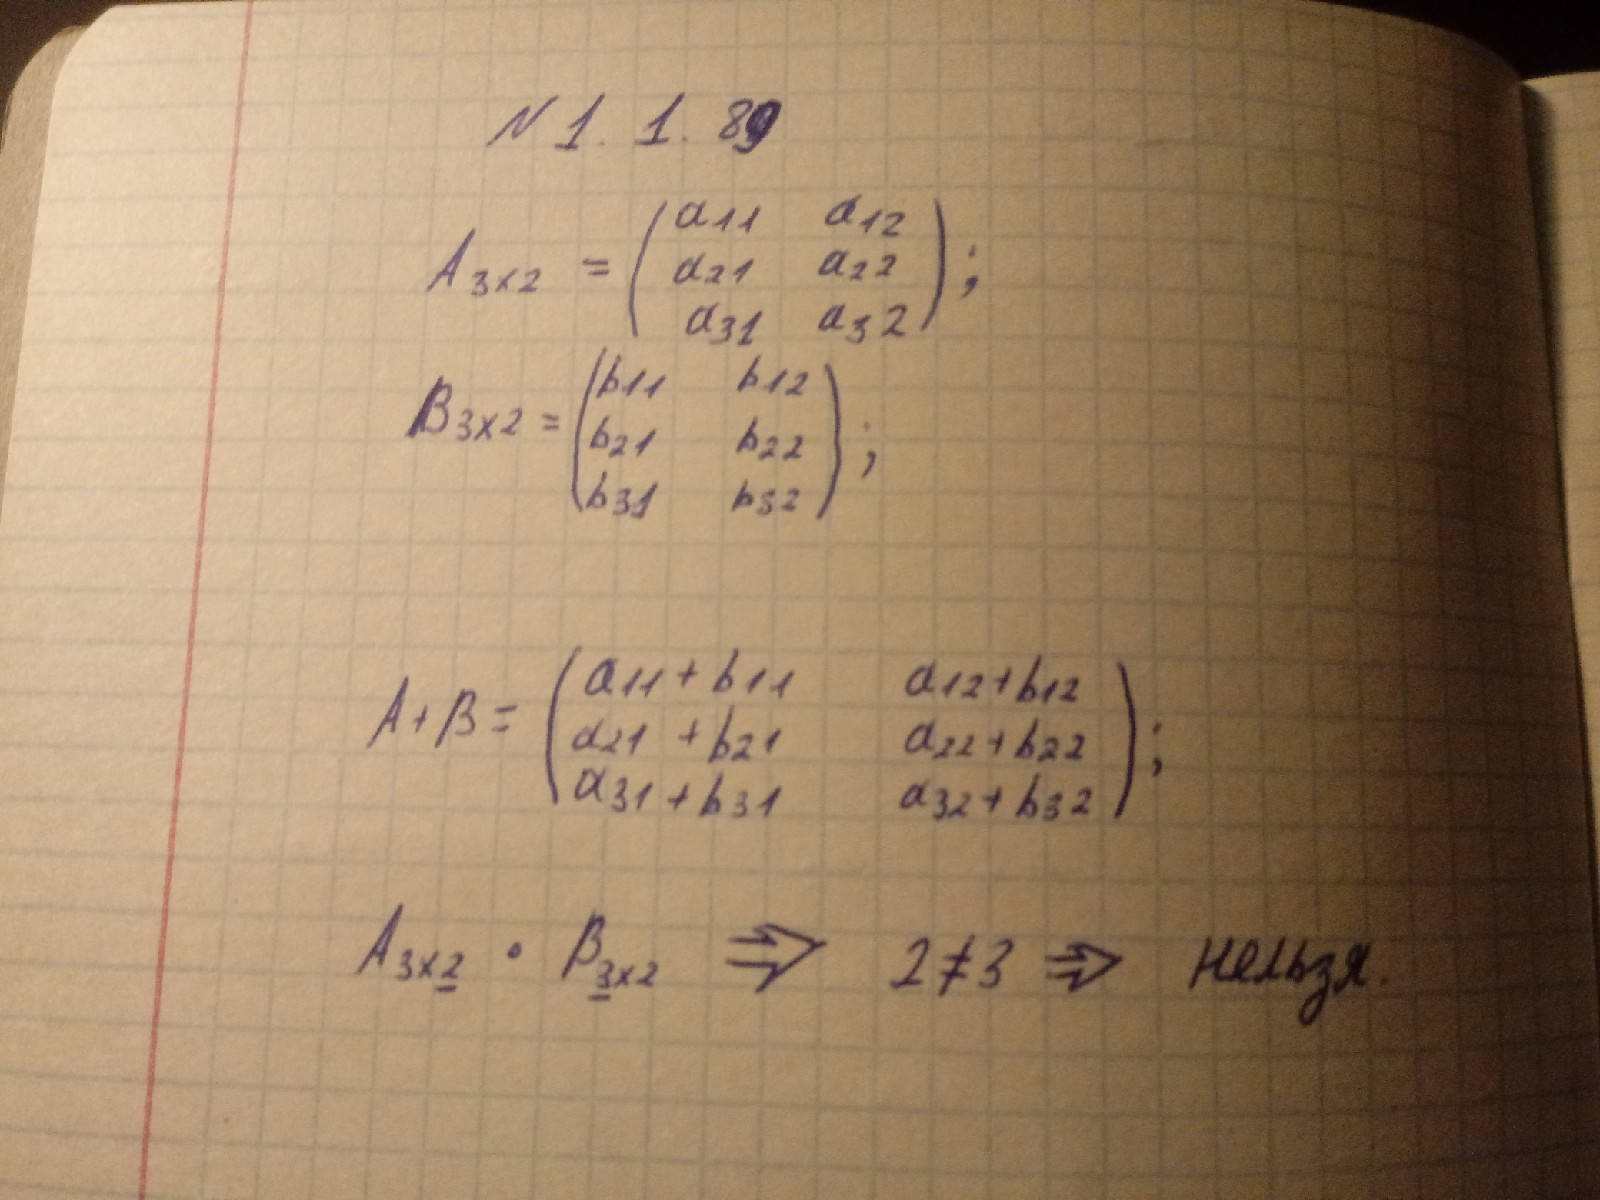 N 1. 1. 89
A3×2 = (a11 a12
a21 a22
a31 a32);
B3×2 = (b11 b12
b21 b22
b31 b32);
A+B = (a11+b11 a12+b12
a21+b21 a22+b22
a31+b31 a32+b32);
A3×2 · B3×2 ⇒ 2≠3 ⇒ нельзя.